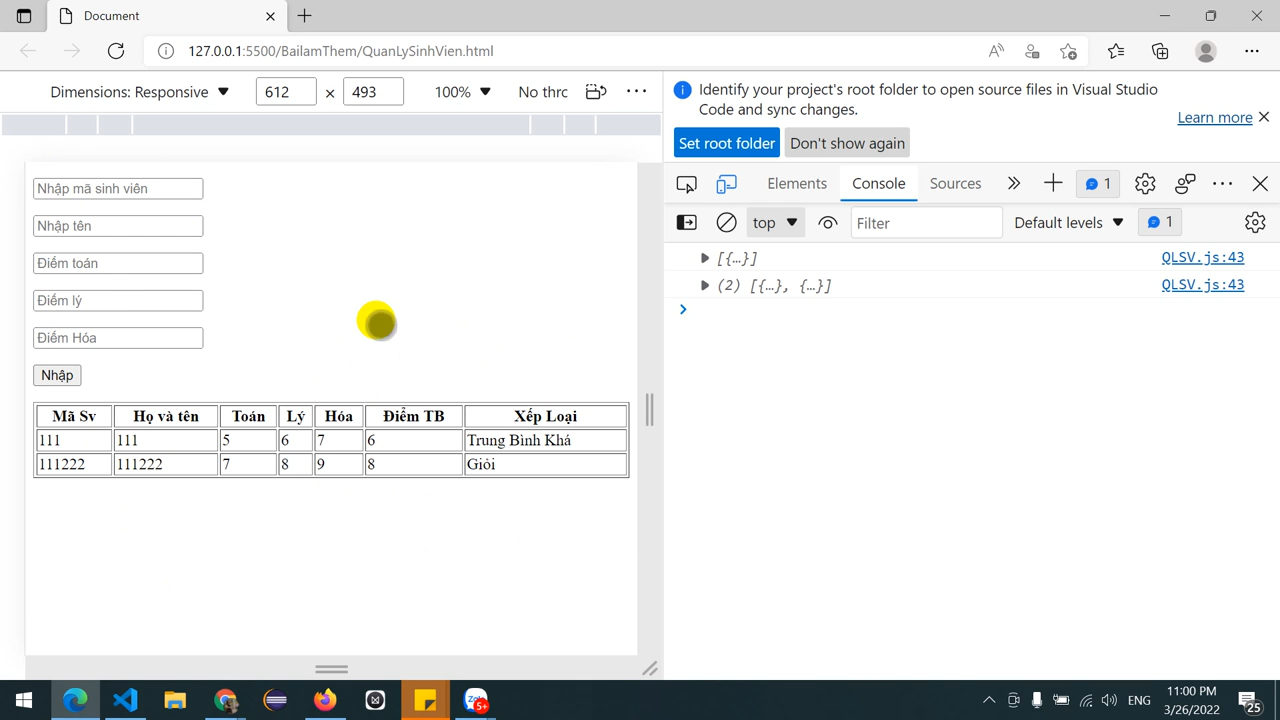 Document
127.0.0.1:5500/BailamThem/QuanLySinhVien.html
Dimensions: Responsive
612 × 493
100%
No thrc
Identify your project's root folder to open source files in Visual Studio
Code and sync changes.
Learn more
Set root folder
Don't show again
Elements
Console
Sources
1
top
Filter
Default levels
1
[{…}]
QLSV.js:43
(2) [{…}, {…}]
QLSV.js:43
Nhập mã sinh viên
Nhập tên
Điểm toán
Điểm lý
Điểm Hóa
Nhập
Mã Sv Họ và tên Toán Lý Hóa Điểm TB Xếp Loại
111 111 5 6 7 6 Trung Bình Khá
111222 111222 7 8 9 8 Giỏi
5+
ENG
11:00 PM
3/26/2022
25